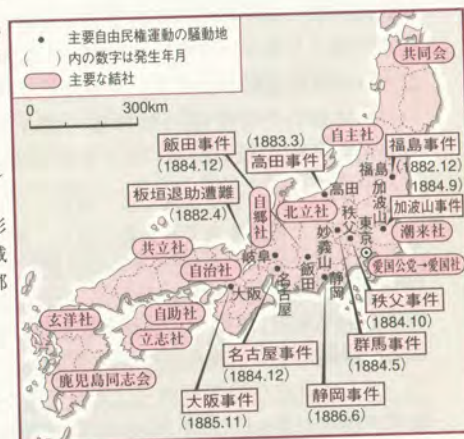 ● 主要自由民権運動の騒動地
( ) 内の数字は発生年月
主要な結社
0 300km
共同会
自主社
福島事件
(1882.12)
(1884.9)
加波山事件
潮来社
愛国公党→愛国社
飯田事件
(1884.12)
(1883.3)
高田事件
板垣退助遭難
(1882.4)
自郷社
北立社
共立社
自治社
玄洋社
自助社
立志社
鹿児島同志会
福島
加波山
高田
秩父
東京
妙義山
岐阜
飯田
静岡
名古屋
大阪
秩父事件
(1884.10)
群馬事件
(1884.5)
名古屋事件
(1884.12)
大阪事件
(1885.11)
静岡事件
(1886.6)